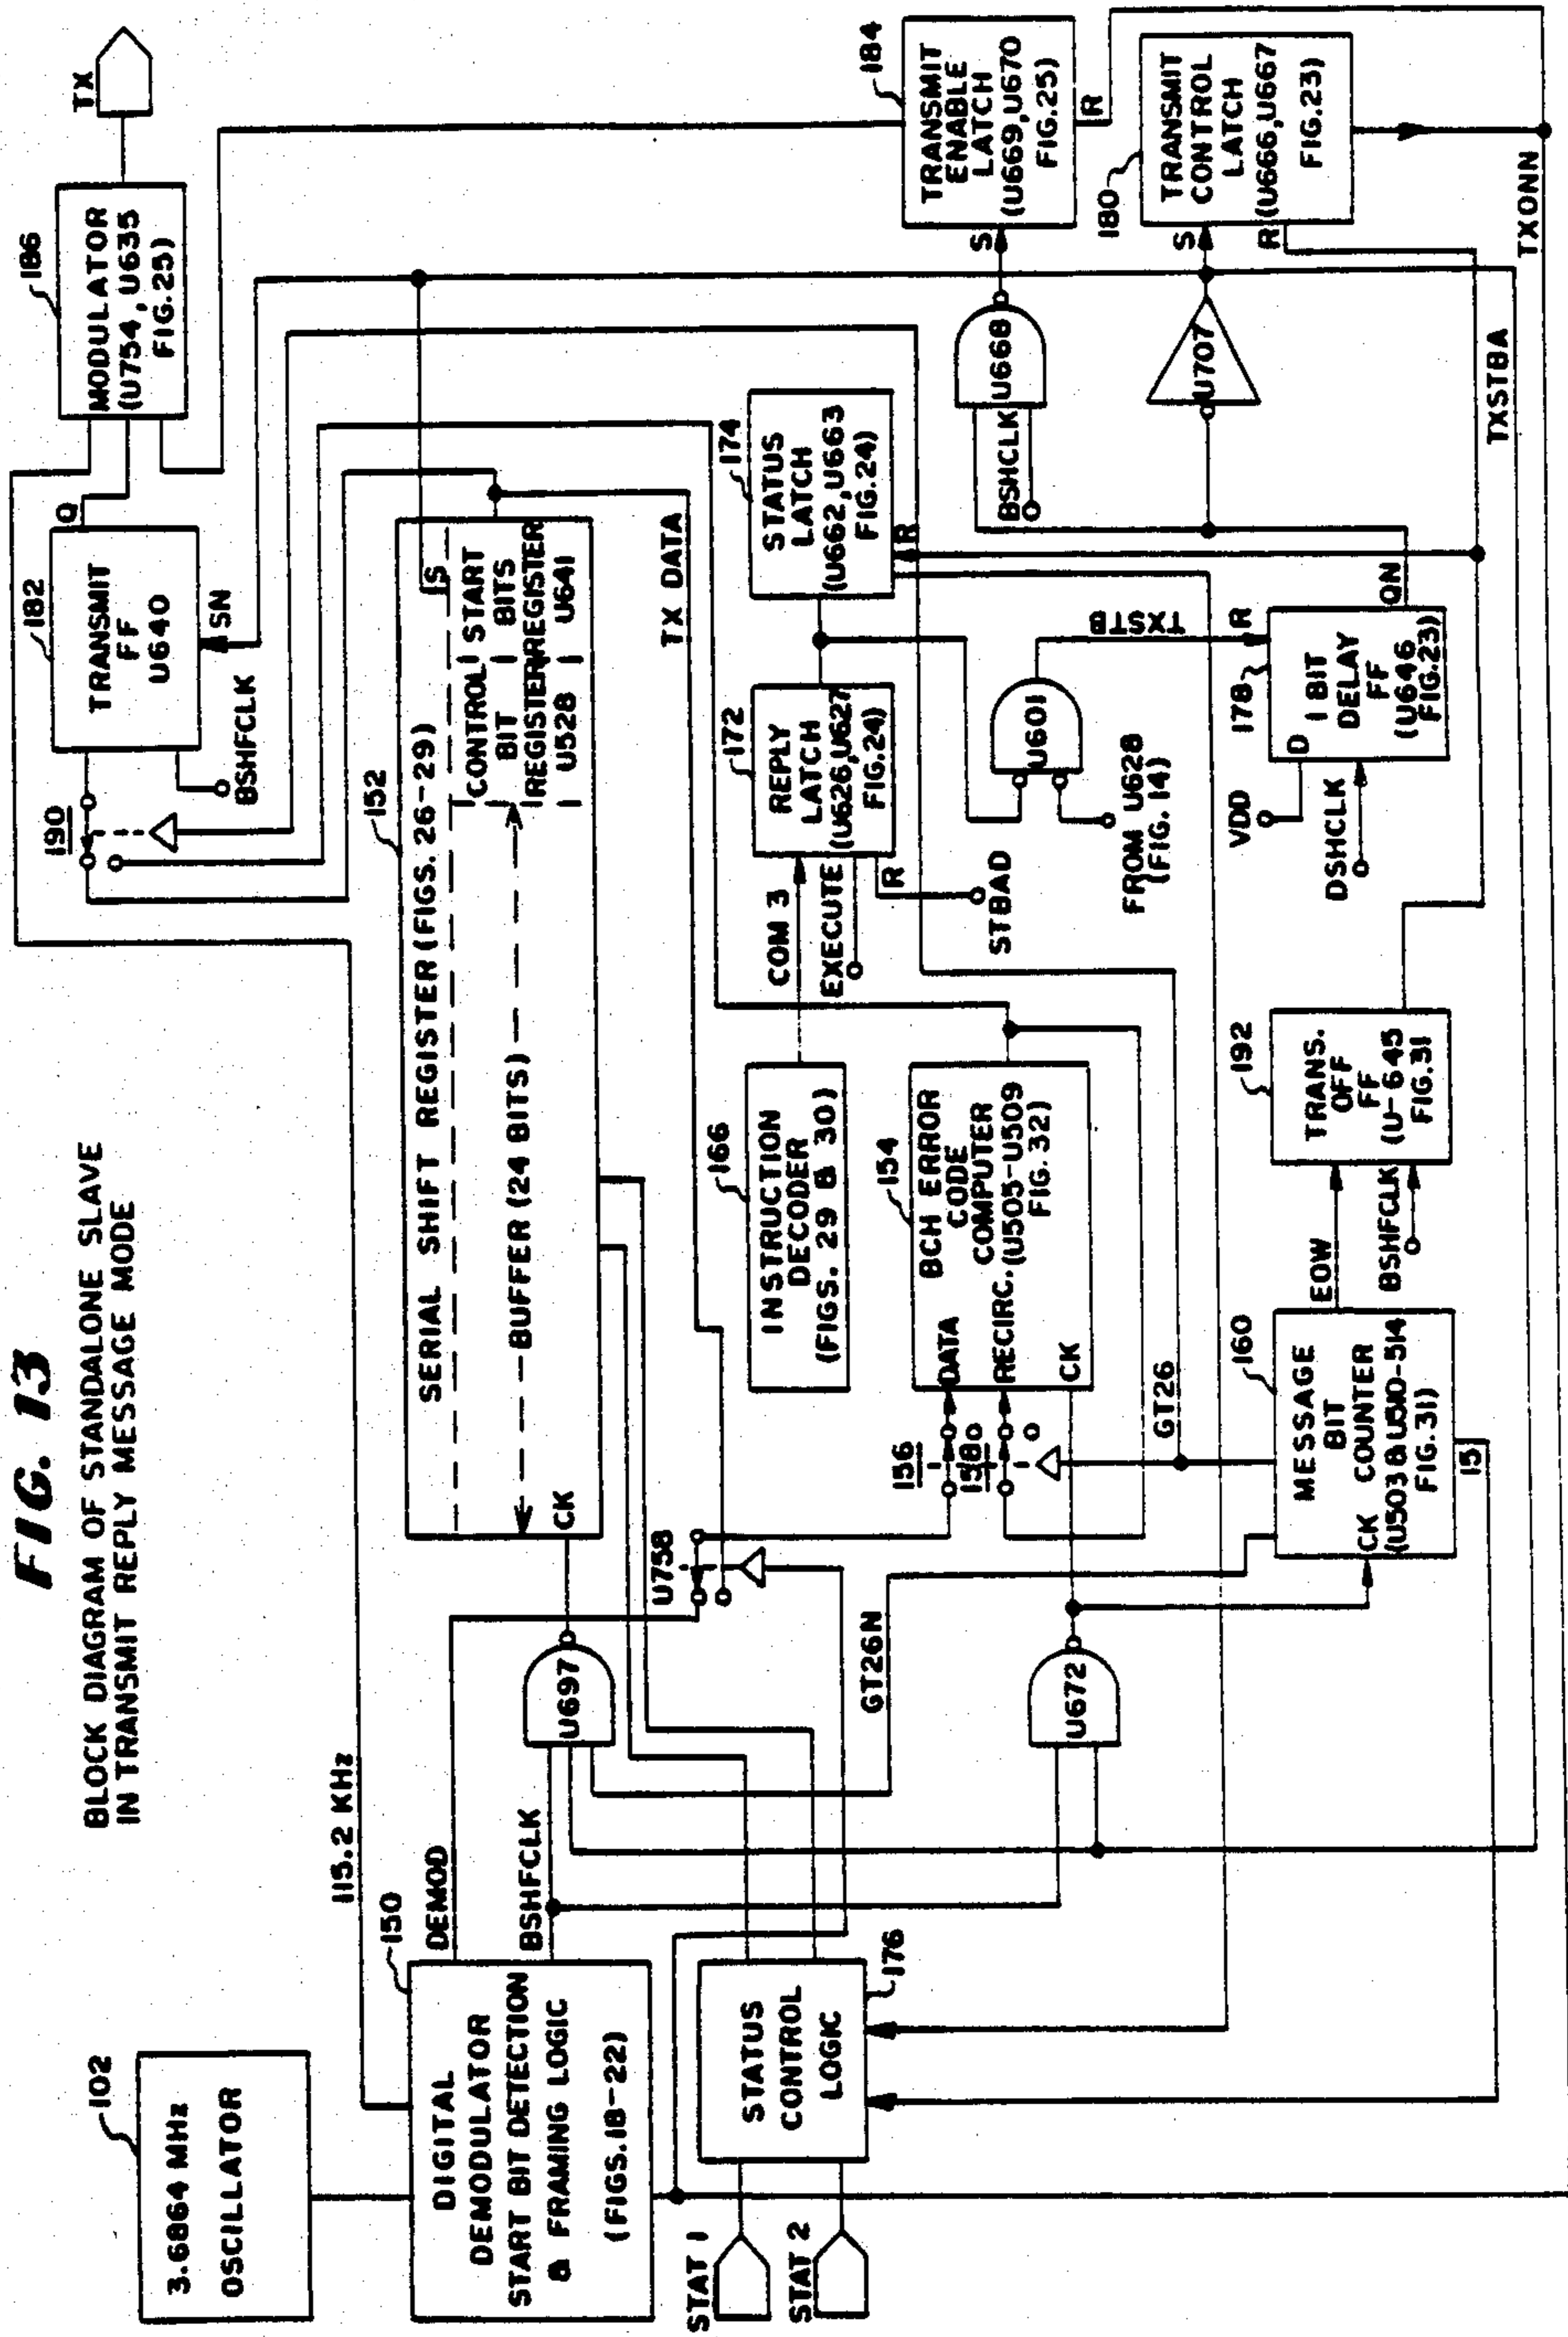 FIG. 13
BLOCK DIAGRAM OF STANDALONE SLAVE
IN TRANSMIT REPLY MESSAGE MODE
102
3.6864 MHz
OSCILLATOR
115.2 KHz
150
DIGITAL
DEMODULATOR
START BIT DETECTION
& FRAMING LOGIC
(FIGS. 18-22)
DEMOD
BSHFCLK
STAT 1
STAT 2
STATUS
CONTROL
LOGIC
176
U697
U758
GT26N
U672
152
SERIAL SHIFT REGISTER (FIGS. 26-29)
BUFFER (24 BITS)
CONTROL
BIT
REGISTER
U528
START
BITS
REGISTER
U641
S
CK
TX DATA
190
182
TRANSMIT
FF
U640
Q
SN
BSHFCLK
186
MODULATOR
(U754, U635
FIG. 25)
TX
166
INSTRUCTION
DECODER
(FIGS. 29 & 30)
COM 3
EXECUTE
172
REPLY
LATCH
(U626, U627
FIG. 24)
R
STBAD
174
STATUS
LATCH
(U662, U663
FIG. 24)
R
154
BCH ERROR
CODE
COMPUTER
(U505-U509
FIG. 32)
DATA
RECIRC.
CK
156
158
GT26
160
MESSAGE
BIT
COUNTER
(U503 & U510-514
FIG. 31)
CK
15
EOW
BSHFCLK
192
TRANS.
OFF
FF
(U-645
FIG. 31
U601
FROM U628
(FIG. 14)
TXSTB
VDD
DSHCLK
178
1 BIT
DELAY
FF
(U646
FIG. 23)
D
R
QN
BSHCLK
U668
U707
184
TRANSMIT
ENABLE
LATCH
(U669, U670
FIG. 25)
S
R
180
TRANSMIT
CONTROL
LATCH
(U666, U667
FIG. 23)
S
R
TXSTBA
TXONN